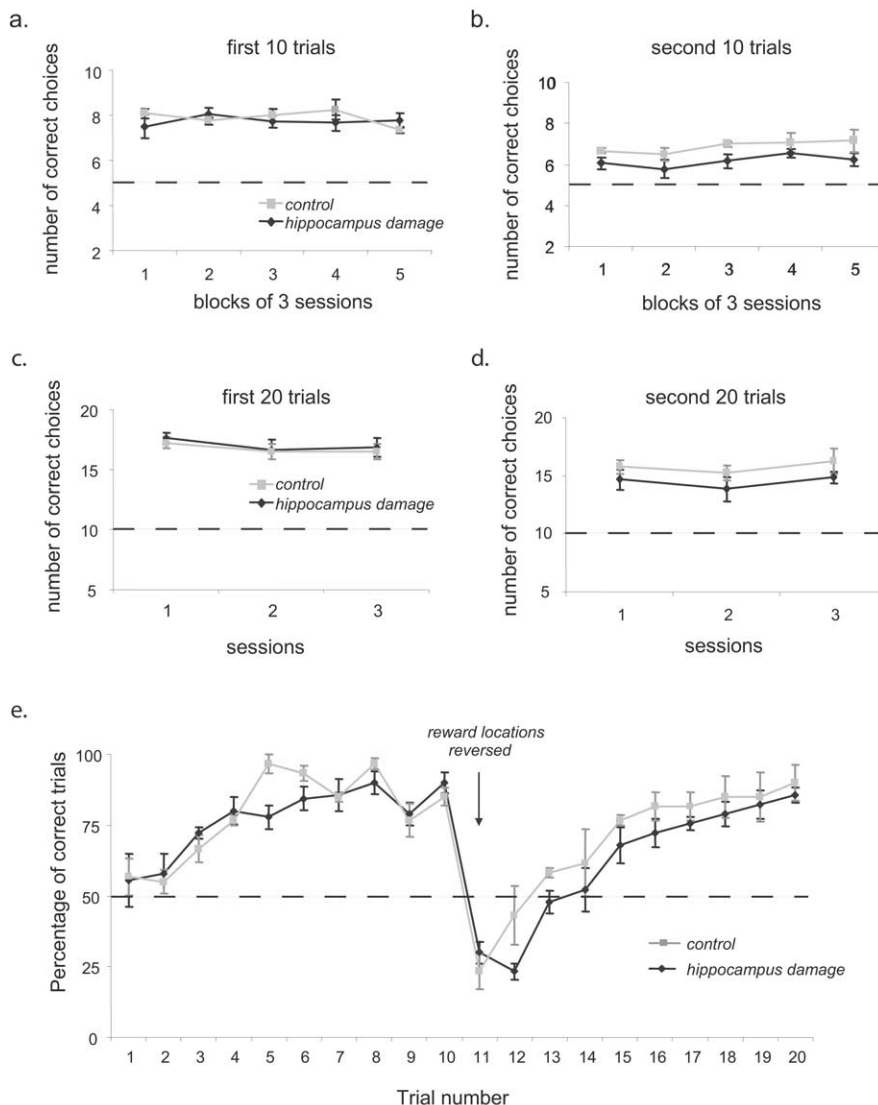 a.
first 10 trials
number of correct choices
10
8
6
4
2
control
hippocampus damage
1 2 3 4 5
blocks of 3 sessions
b.
second 10 trials
number of correct choices
10
8
6
4
2
1 2 3 4 5
blocks of 3 sessions
c.
first 20 trials
number of correct choices
20
15
10
5
control
hippocampus damage
1 2 3
sessions
d.
second 20 trials
number of correct choices
20
15
10
5
1 2 3
sessions
e.
reward locations
reversed
Percentage of correct trials
100
75
50
25
0
control
hippocampus damage
1 2 3 4 5 6 7 8 9 10 11 12 13 14 15 16 17 18 19 20
Trial number